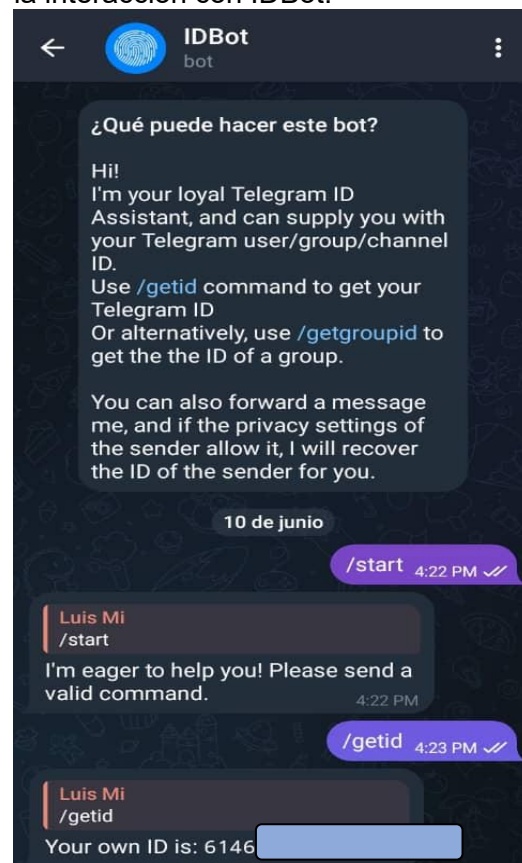 la interacción con IDBot.
IDBot
bot
¿Qué puede hacer este bot?
Hi!
I'm your loyal Telegram ID
Assistant, and can supply you with
your Telegram user/group/channel
ID.
Use /getid command to get your
Telegram ID
Or alternatively, use /getgroupid to
get the the ID of a group.
You can also forward a message
me, and if the privacy settings of
the sender allow it, I will recover
the ID of the sender for you.
10 de junio
/start 4:22 PM
Luis Mi
/start
I'm eager to help you! Please send a
valid command. 4:22 PM
/getid 4:23 PM
Luis Mi
/getid
Your own ID is: 6146